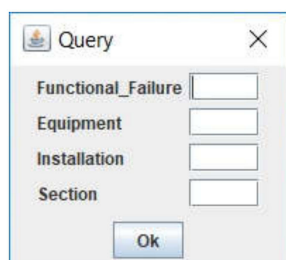 Query
Functional_Failure
Equipment
Installation
Section
Ok